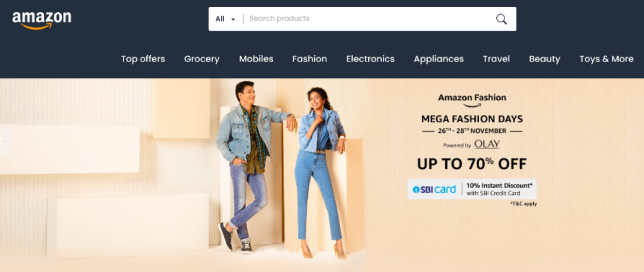 amazon
All Search products
Top offers Grocery Mobiles Fashion Electronics Appliances Travel Beauty Toys & More
Amazon Fashion
MEGA FASHION DAYS
26TH - 28TH NOVEMBER
Powered by OLAY
UP TO 70% OFF
SBI card 10% Instant Discount*
with SBI Credit Card
*T&C apply